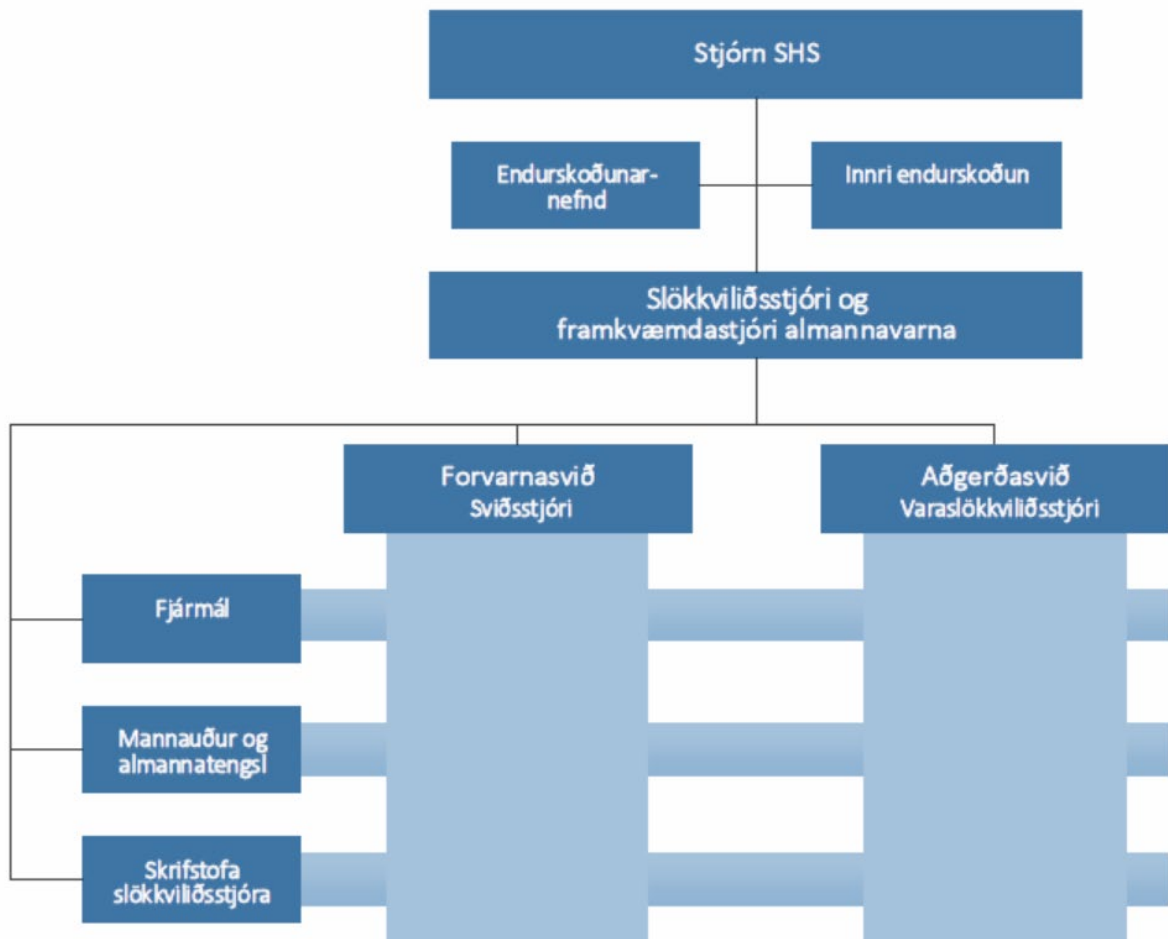 Stjórn SHS
Endurskoðunar-
nefnd
Innri endurskoðun
Slökkviliðsstjóri og
framkvæmdastjóri almannavarna
Forvarnasvið
Sviðsstjóri
Aðgerðasvið
Varaslökkviliðsstjóri
Fjármál
Mannauður og
almannatengsl
Skrifstofa
slökkviliðsstjóra